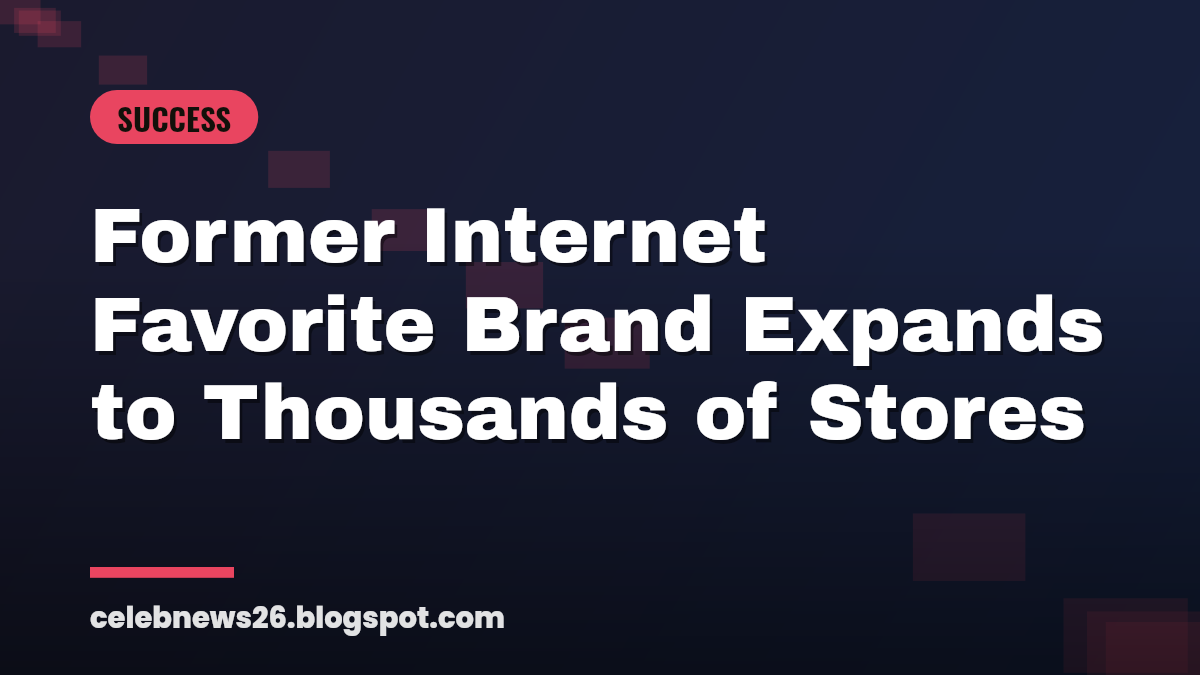 SUCCESS
Former Internet
Favorite Brand Expands
to Thousands of Stores
celebnews26.blogspot.com